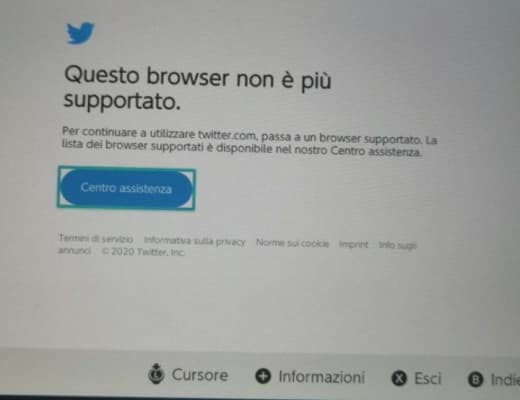 Questo browser non è più
supportato.
Per continuare a utilizzare twitter.com, passa a un browser supportato. La
lista dei browser supportati è disponibile nel nostro Centro assistenza.
Centro assistenza
Termini di servizio Informativa sulla privacy Norme sui cookie Imprint Info sugli
annunci © 2020 Twitter, Inc.
L Cursore + Informazioni X Esci B Indie